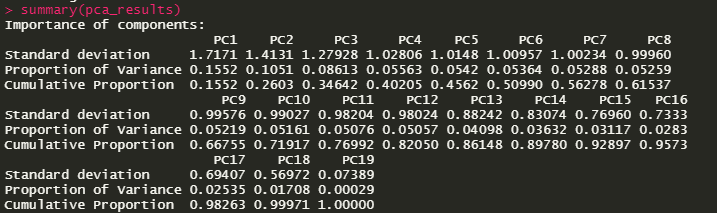 > summary(pca_results)
Importance of components:
PC1 PC2 PC3 PC4 PC5 PC6 PC7 PC8
Standard deviation 1.7171 1.4131 1.27928 1.02806 1.0148 1.00957 1.00234 0.99960
Proportion of Variance 0.1552 0.1051 0.08613 0.05563 0.0542 0.05364 0.05288 0.05259
Cumulative Proportion 0.1552 0.2603 0.34642 0.40205 0.4562 0.50990 0.56278 0.61537
PC9 PC10 PC11 PC12 PC13 PC14 PC15 PC16
Standard deviation 0.99576 0.99027 0.98204 0.98024 0.88242 0.83074 0.76960 0.7333
Proportion of Variance 0.05219 0.05161 0.05076 0.05057 0.04098 0.03632 0.03117 0.0283
Cumulative Proportion 0.66755 0.71917 0.76992 0.82050 0.86148 0.89780 0.92897 0.9573
PC17 PC18 PC19
Standard deviation 0.69407 0.56972 0.07389
Proportion of Variance 0.02535 0.01708 0.00029
Cumulative Proportion 0.98263 0.99971 1.00000